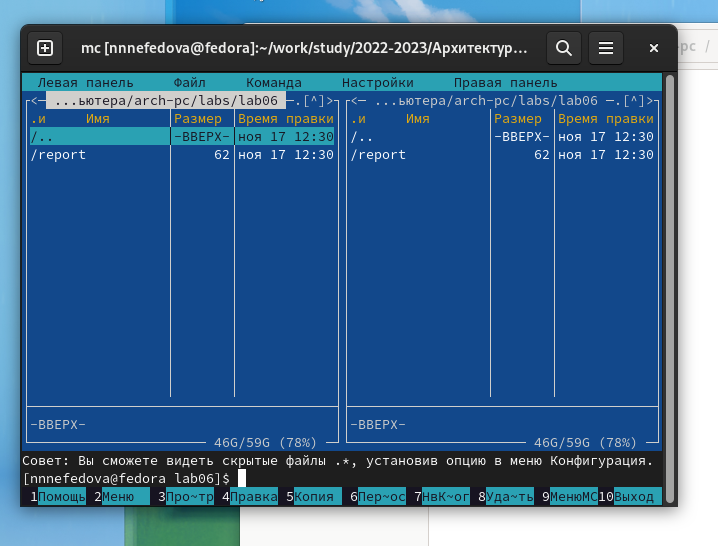 mc [nnnefedova@fedora]:~/work/study/2022-2023/Архитектур...
Левая панель Файл Команда Настройки Правая панель
<─ ...ьютера/arch-pc/labs/lab06 ─.[^]>
<─ ...ьютера/arch-pc/labs/lab06 ─.[^]>
.и Имя Размер Время правки
.и Имя Размер Время правки
/.. -ВВЕРХ- ноя 17 12:30
/.. -ВВЕРХ- ноя 17 12:30
/report 62 ноя 17 12:30
/report 62 ноя 17 12:30
-ВВЕРХ-
-ВВЕРХ-
46G/59G (78%)
46G/59G (78%)
Совет: Вы сможете видеть скрытые файлы .*, установив опцию в меню Конфигурация.
[nnnefedova@fedora lab06]$
1Помощь 2Меню 3Про~тр 4Правка 5Копия 6Пер~ос 7НвК~ог 8Уда~ть 9МенюMC 10Выход